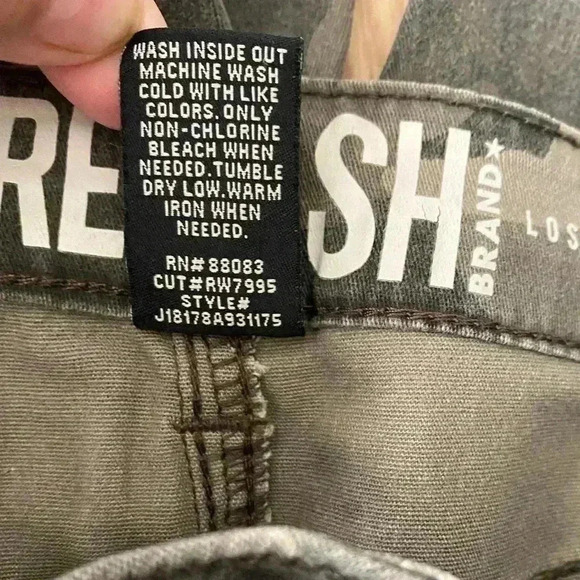 WASH INSIDE OUT
MACHINE WASH
COLD WITH LIKE
COLORS. ONLY
NON-CHLORINE
BLEACH WHEN
NEEDED. TUMBLE
DRY LOW. WARM
IRON WHEN
NEEDED.
RN# 88083
CUT# RW7995
STYLE#
J18178A931175
RE
SH
BRAND★
LOS